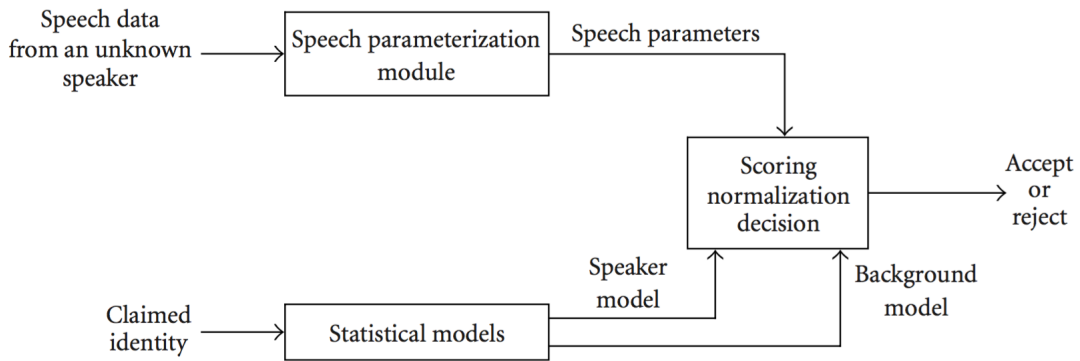 Speech data
from an unknown
speaker
Speech parameterization
module
Speech parameters
Scoring
normalization
decision
Accept
or
reject
Speaker
model
Background
model
Claimed
identity
Statistical models